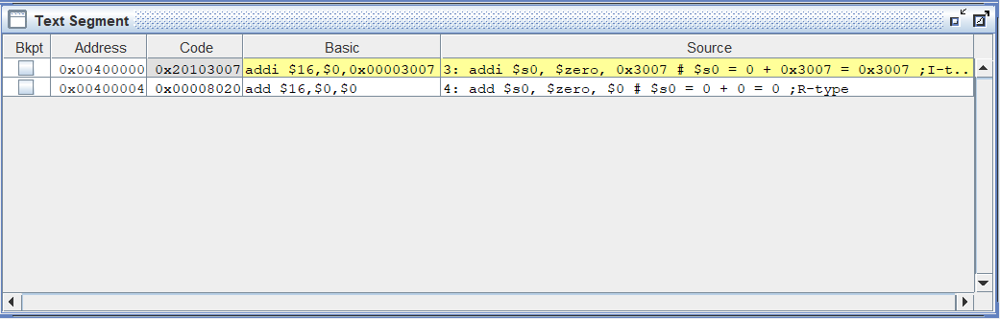 Text Segment
Bkpt Address Code Basic Source
0x00400000 0x20103007 addi $16,$0,0x00003007 3: addi $s0, $zero, 0x3007 # $s0 = 0 + 0x3007 = 0x3007 ;I-t...
0x00400004 0x00008020 add $16,$0,$0 4: add $s0, $zero, $0 # $s0 = 0 + 0 = 0 ;R-type